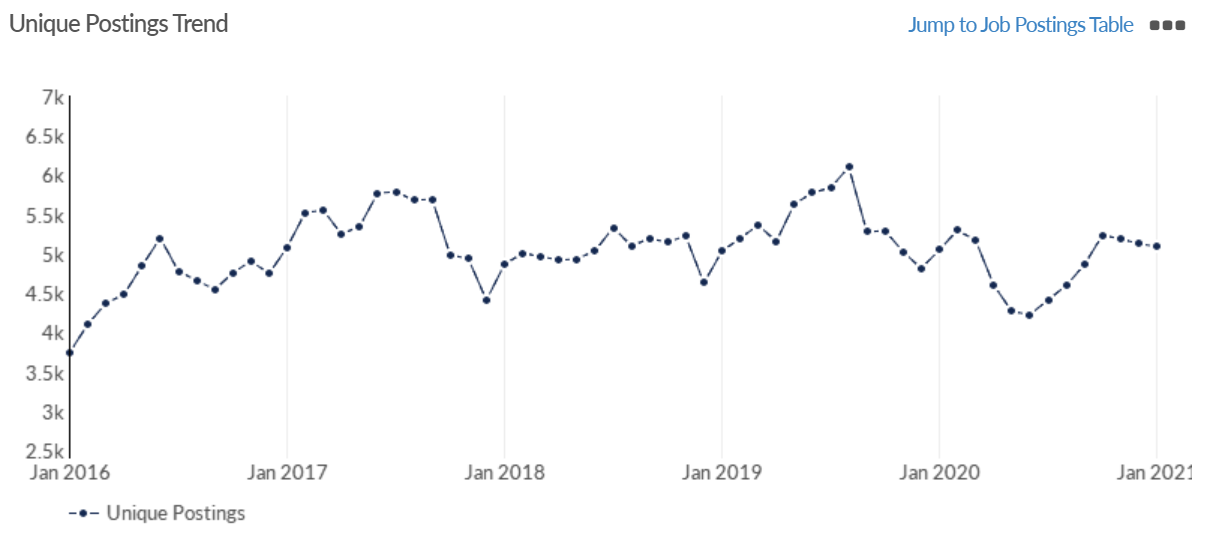 Unique Postings Trend
Jump to Job Postings Table
7k
6.5k
6k
5.5k
5k
4.5k
4k
3.5k
3k
2.5k
Jan 2016 Jan 2017 Jan 2018 Jan 2019 Jan 2020 Jan 2021
Unique Postings